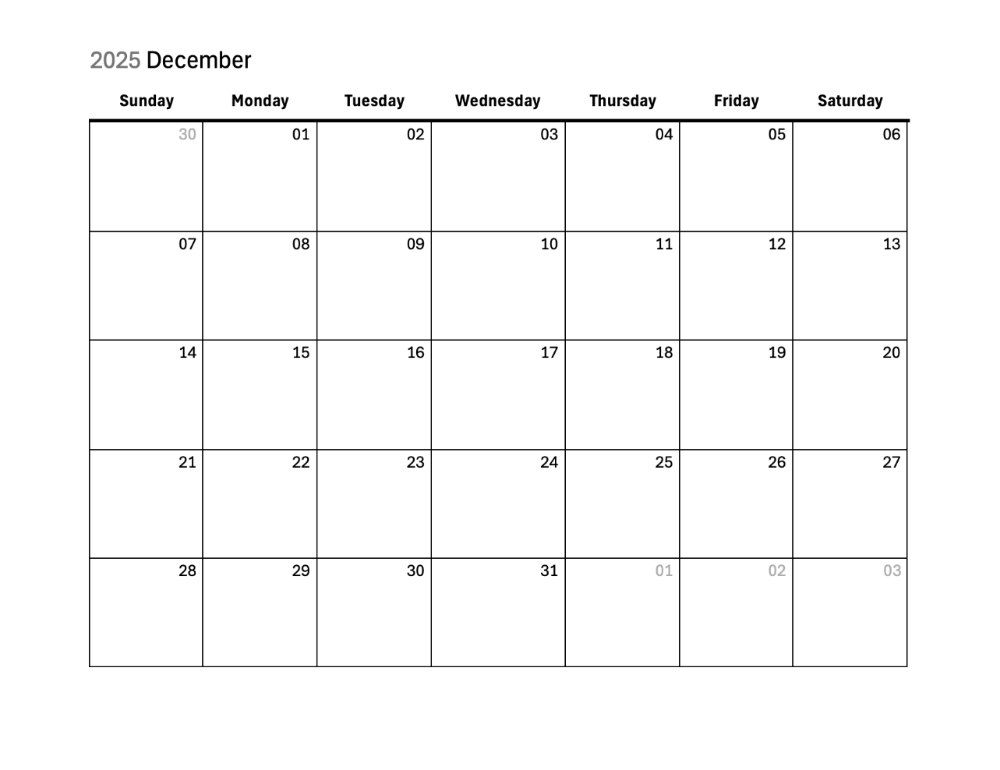 2025 December
Sunday Monday Tuesday Wednesday Thursday Friday Saturday
30 01 02 03 04 05 06
07 08 09 10 11 12 13
14 15 16 17 18 19 20
21 22 23 24 25 26 27
28 29 30 31 01 02 03